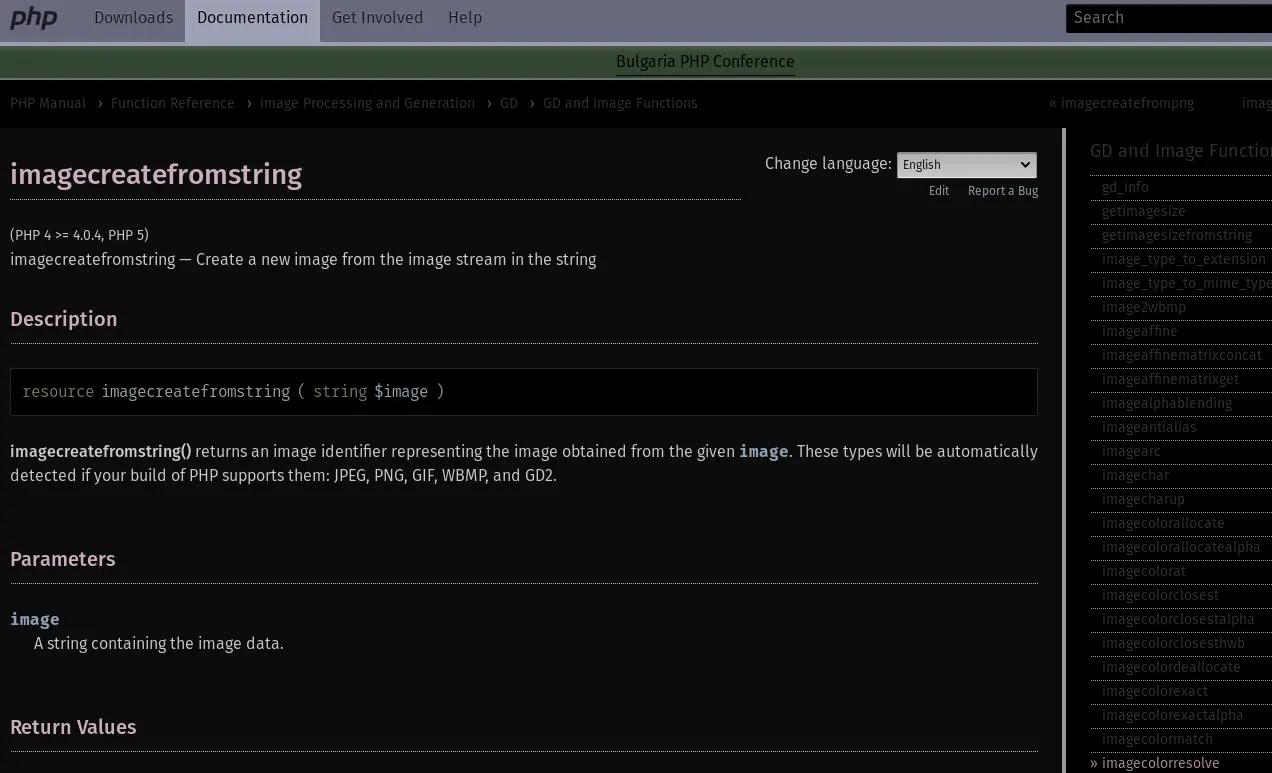 php Downloads Documentation Get Involved Help Search
Bulgaria PHP Conference
PHP Manual › Function Reference › Image Processing and Generation › GD › GD and Image Functions « imagecreatefrompng
imagecreatefromstring
Change language: English
Edit Report a Bug
(PHP 4 >= 4.0.4, PHP 5)
imagecreatefromstring — Create a new image from the image stream in the string
Description
resource imagecreatefromstring ( string $image )
imagecreatefromstring() returns an image identifier representing the image obtained from the given image. These types will be automatically
detected if your build of PHP supports them: JPEG, PNG, GIF, WBMP, and GD2.
Parameters
image
A string containing the image data.
Return Values
GD and Image Function
gd_info
getimagesize
getimagesizefromstring
image_type_to_extension
image_type_to_mime_type
image2wbmp
imageaffine
imageaffinematrixconcat
imageaffinematrixget
imagealphablending
imageantialias
imagearc
imagechar
imagecharup
imagecolorallocate
imagecolorallocatealpha
imagecolorat
imagecolorclosest
imagecolorclosestalpha
imagecolorclosesthwb
imagecolordeallocate
imagecolorexact
imagecolorexactalpha
imagecolormatch
» imagecolorresolve